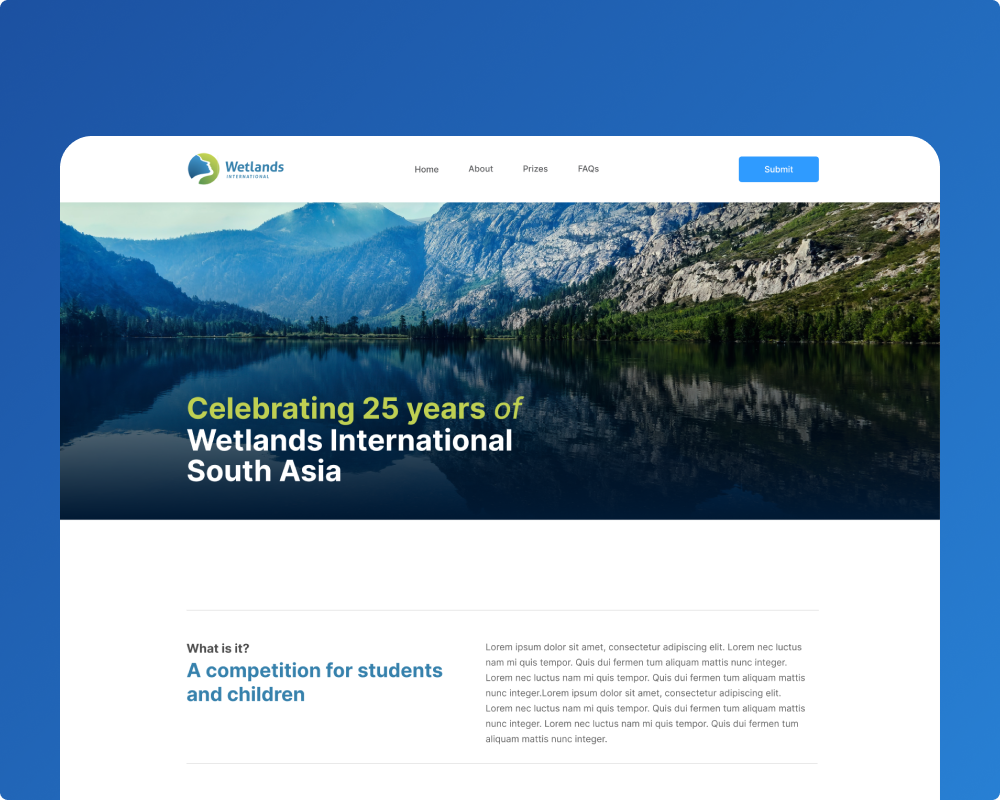 Wetlands
INTERNATIONAL
Home
About
Prizes
FAQs
Submit
Celebrating 25 years of
Wetlands International
South Asia
What is it?
A competition for students
and children
Lorem ipsum dolor sit amet, consectetur adipiscing elit. Lorem nec luctus
nam mi quis tempor. Quis dui fermen tum aliquam mattis nunc integer.
Lorem nec luctus nam mi quis tempor. Quis dui fermen tum aliquam mattis
nunc integer.Lorem ipsum dolor sit amet, consectetur adipiscing elit.
Lorem nec luctus nam mi quis tempor. Quis dui fermen tum aliquam mattis
nunc integer. Lorem nec luctus nam mi quis tempor. Quis dui fermen tum
aliquam mattis nunc integer.